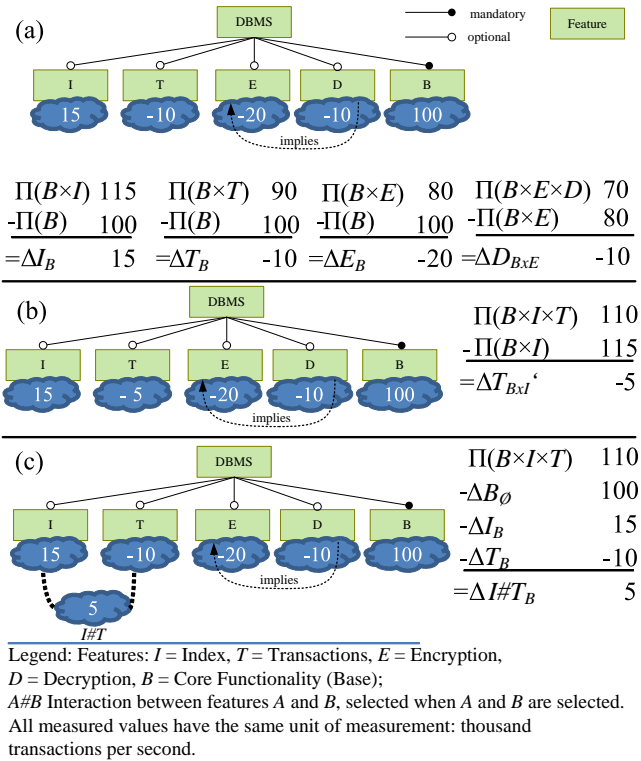 (a)
DBMS
mandatory
optional
Feature
I T E D B
15 -10 -20 -10 100
implies
Π(B×I) 115
-Π(B) 100
=ΔI_B 15
Π(B×T) 90
-Π(B) 100
=ΔT_B -10
Π(B×E) 80
-Π(B) 100
=ΔE_B -20
Π(B×E×D) 70
-Π(B×E) 80
=ΔD_BxE -10
(b)
DBMS
I T E D B
15 - 5 -20 -10 100
implies
Π(B×I×T) 110
-Π(B×I) 115
=ΔT_BxI‘ -5
(c)
DBMS
I T E D B
15 -10 -20 -10 100
implies
5
I#T
Π(B×I×T) 110
-ΔB_ø 100
-ΔI_B 15
-ΔT_B -10
=ΔI#T_B 5
Legend: Features: I = Index, T = Transactions, E = Encryption,
D = Decryption, B = Core Functionality (Base);
A#B Interaction between features A and B, selected when A and B are selected.
All measured values have the same unit of measurement: thousand
transactions per second.